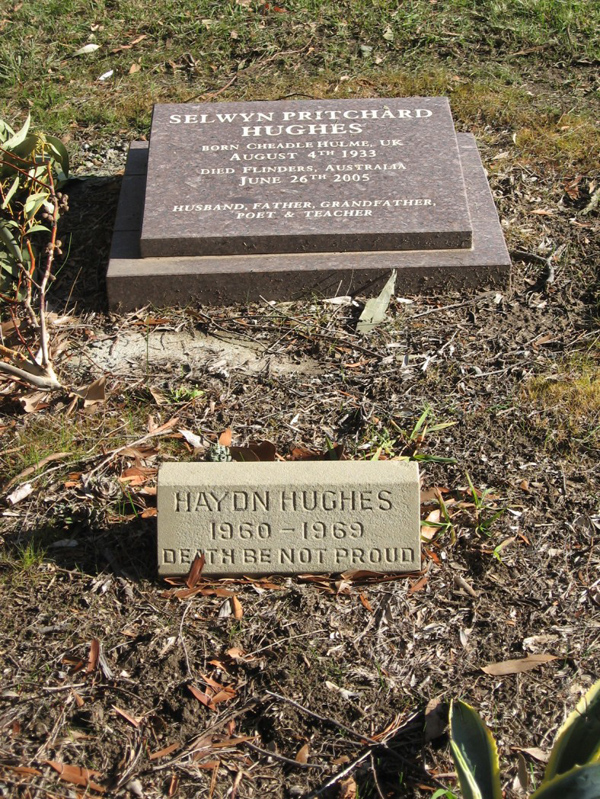 SELWYN PRITCHARD
HUGHES
BORN CHEADLE HULME, UK
AUGUST 4TH 1933
DIED FLINDERS, AUSTRALIA
JUNE 26TH 2005
HUSBAND, FATHER, GRANDFATHER,
POET & TEACHER
HAYDN HUGHES
1960 - 1969
DEATH BE NOT PROUD